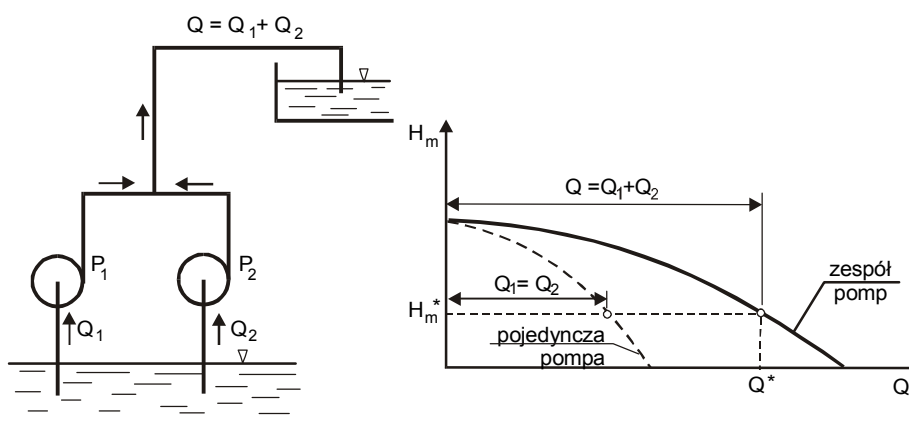 Q = Q₁ + Q₂
P₁
P₂
Q₁
Q₂
Hₘ
Q = Q₁+Q₂
Q₁ = Q₂
zespół
pomp
Hₘ*
pojedyncza
pompa
Q*
Q